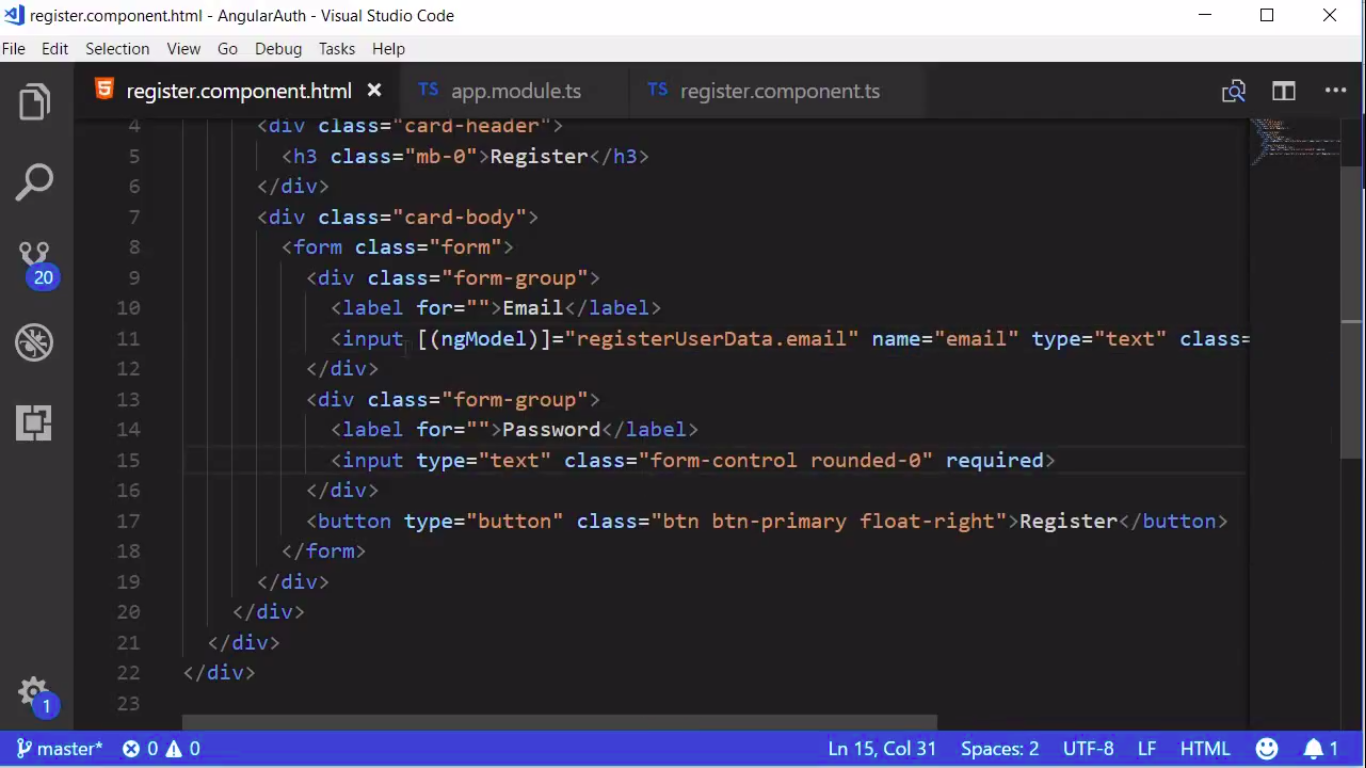 register.component.html - AngularAuth - Visual Studio Code
File Edit Selection View Go Debug Tasks Help
register.component.html TS app.module.ts TS register.component.ts
4 <div class="card-header">
5 <h3 class="mb-0">Register</h3>
6 </div>
7 <div class="card-body">
8 <form class="form">
9 <div class="form-group">
10 <label for="">Email</label>
11 <input [(ngModel)]="registerUserData.email" name="email" type="text" class=
12 </div>
13 <div class="form-group">
14 <label for="">Password</label>
15 <input type="text" class="form-control rounded-0" required>
16 </div>
17 <button type="button" class="btn btn-primary float-right">Register</button>
18 </form>
19 </div>
20 </div>
21 </div>
22 </div>
23
20
1
master* 0 0 Ln 15, Col 31 Spaces: 2 UTF-8 LF HTML 1